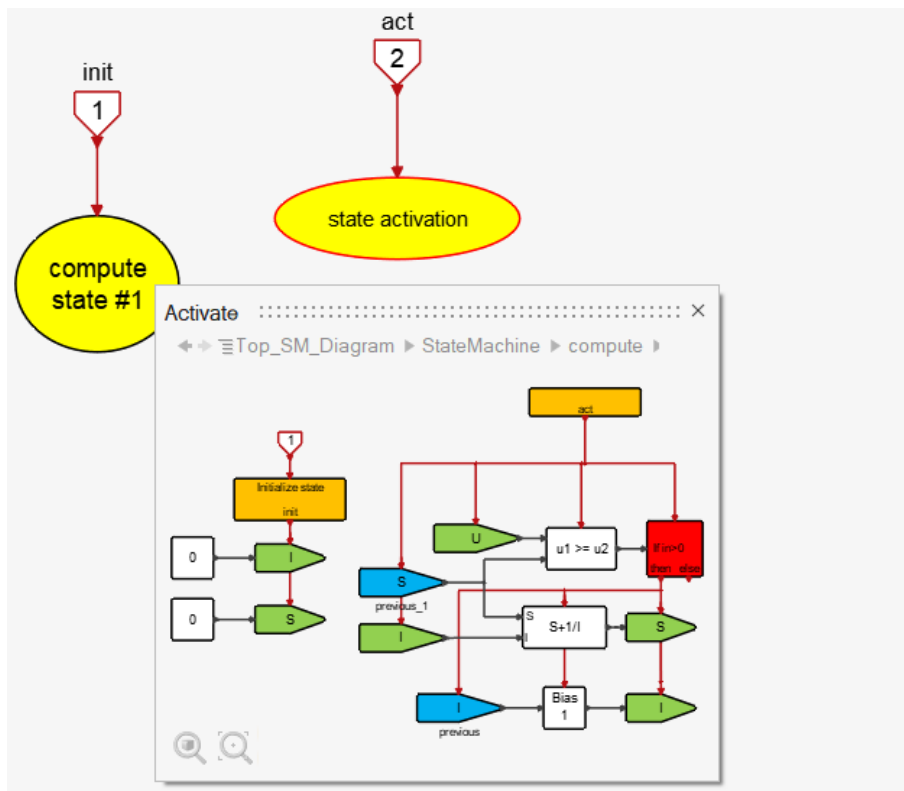 act
2
init
1
state activation
compute
state #1
Activate
Top_SM_Diagram StateMachine compute
act
1
Initialize state
init
U
u1 >= u2
If in>0
then else
0
I
S
previous_1
S
I
S+1/I
S
0
S
I
I
previous
Bias
1
I